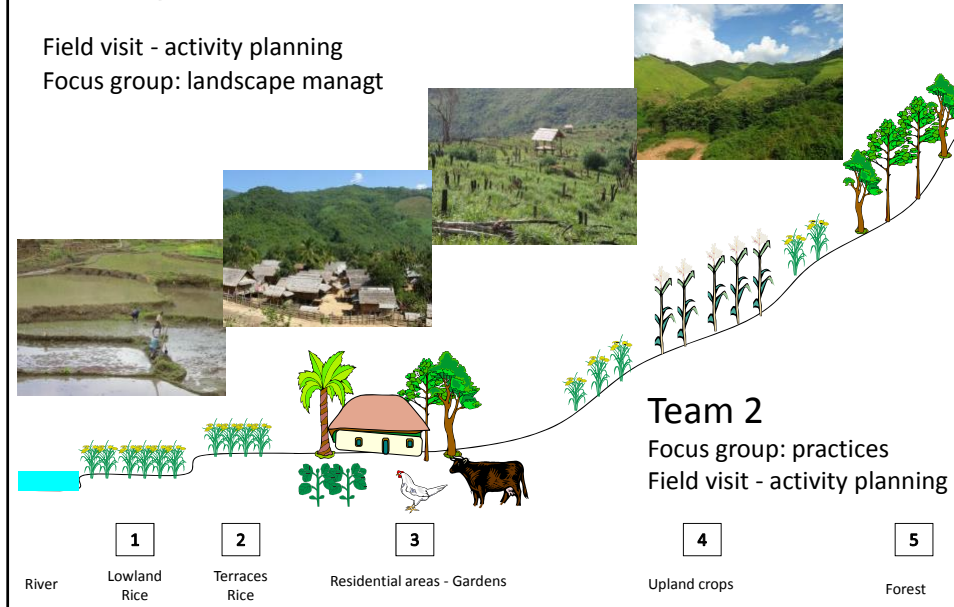 Field visit - activity planning
Focus group: landscape managt
Team 2
Focus group: practices
Field visit - activity planning
1
2
3
4
5
River
Lowland
Rice
Terraces
Rice
Residential areas - Gardens
Upland crops
Forest